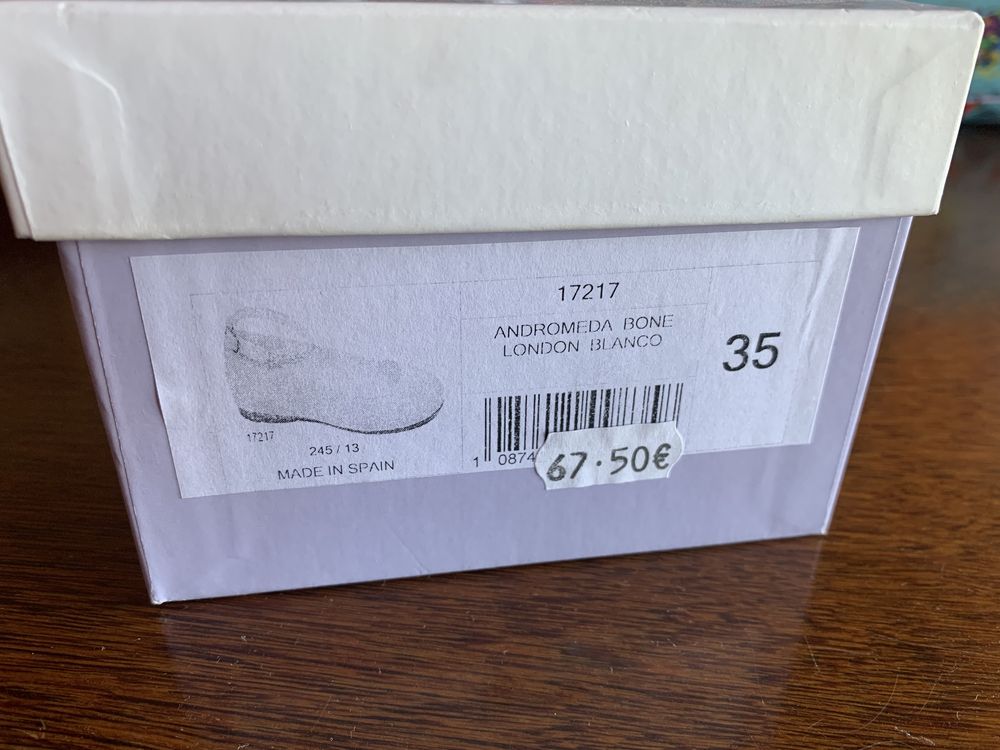 17217
ANDROMEDA BONE
LONDON BLANCO
35
17217
245 / 13
MADE IN SPAIN
1 0874
67.50€